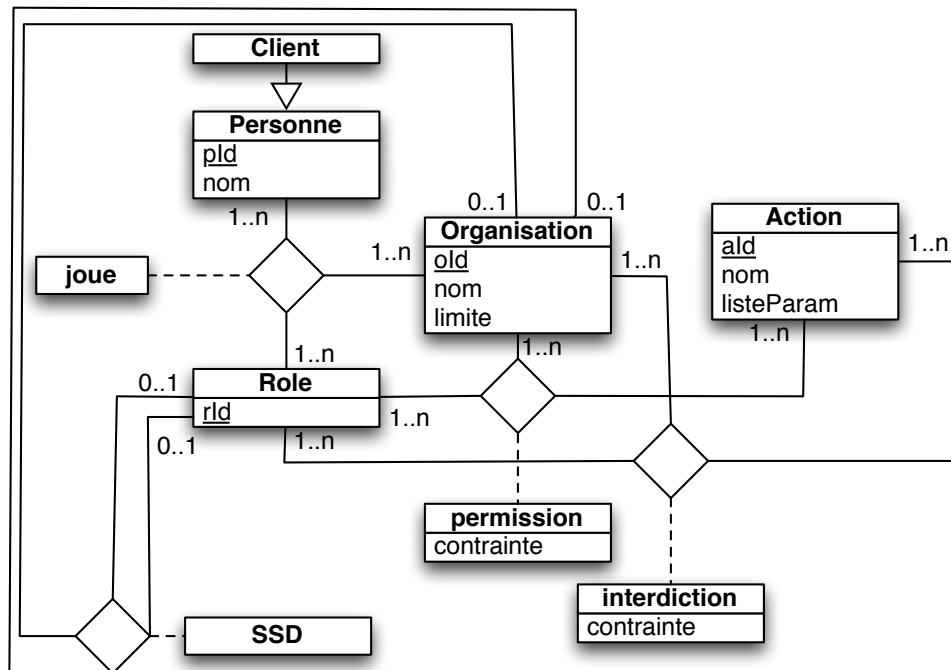 Client
Personne
pId
nom
1..n
0..1
0..1
Organisation
oId
nom
limite
Action
aId
nom
listeParam
1..n
1..n
1..n
joue
1..n
1..n
1..n
0..1
Role
rId
1..n
0..1
1..n
permission
contrainte
interdiction
contrainte
SSD